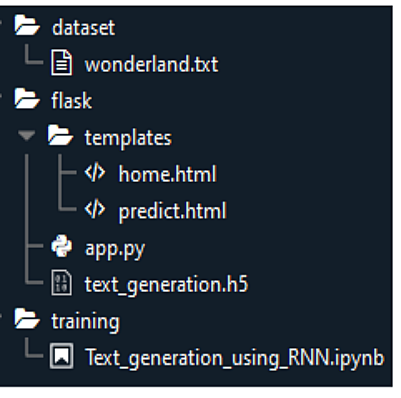 dataset
wonderland.txt
flask
templates
home.html
predict.html
app.py
text_generation.h5
training
Text_generation_using_RNN.ipynb